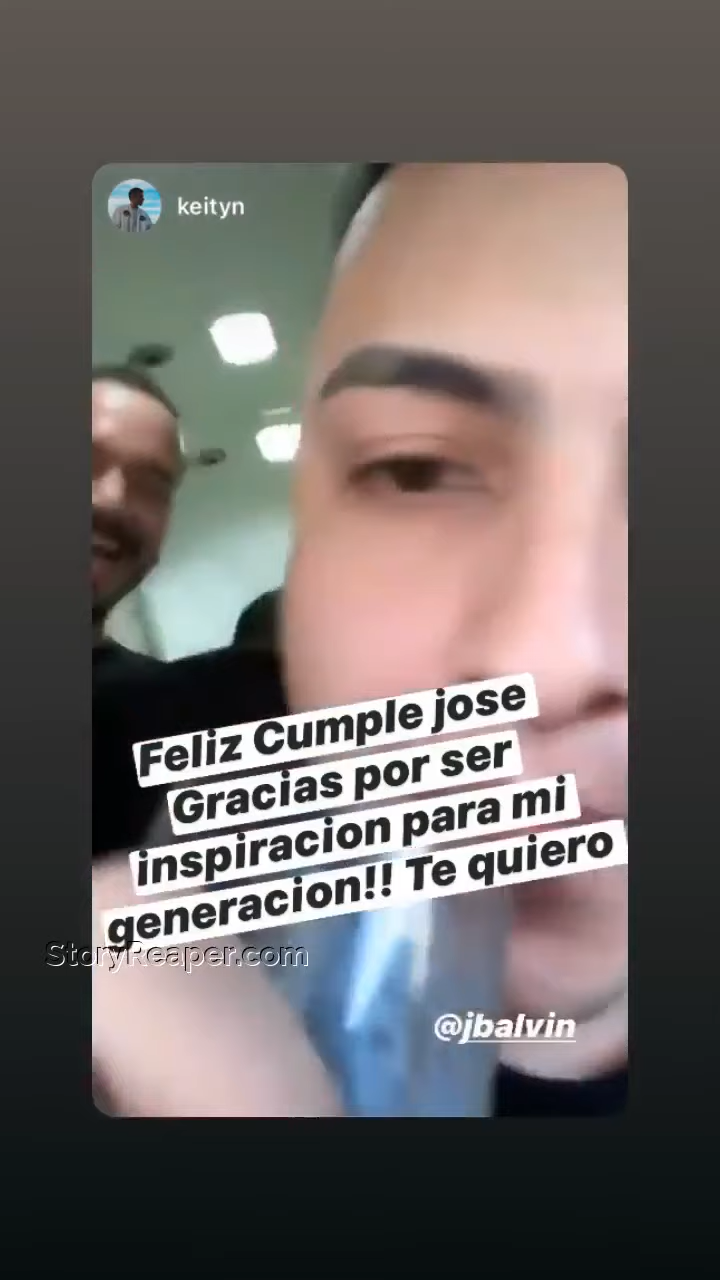 keityn
Feliz Cumple jose
Gracias por ser
inspiracion para mi
generacion!! Te quiero
StoryReaper.com
@jbalvin